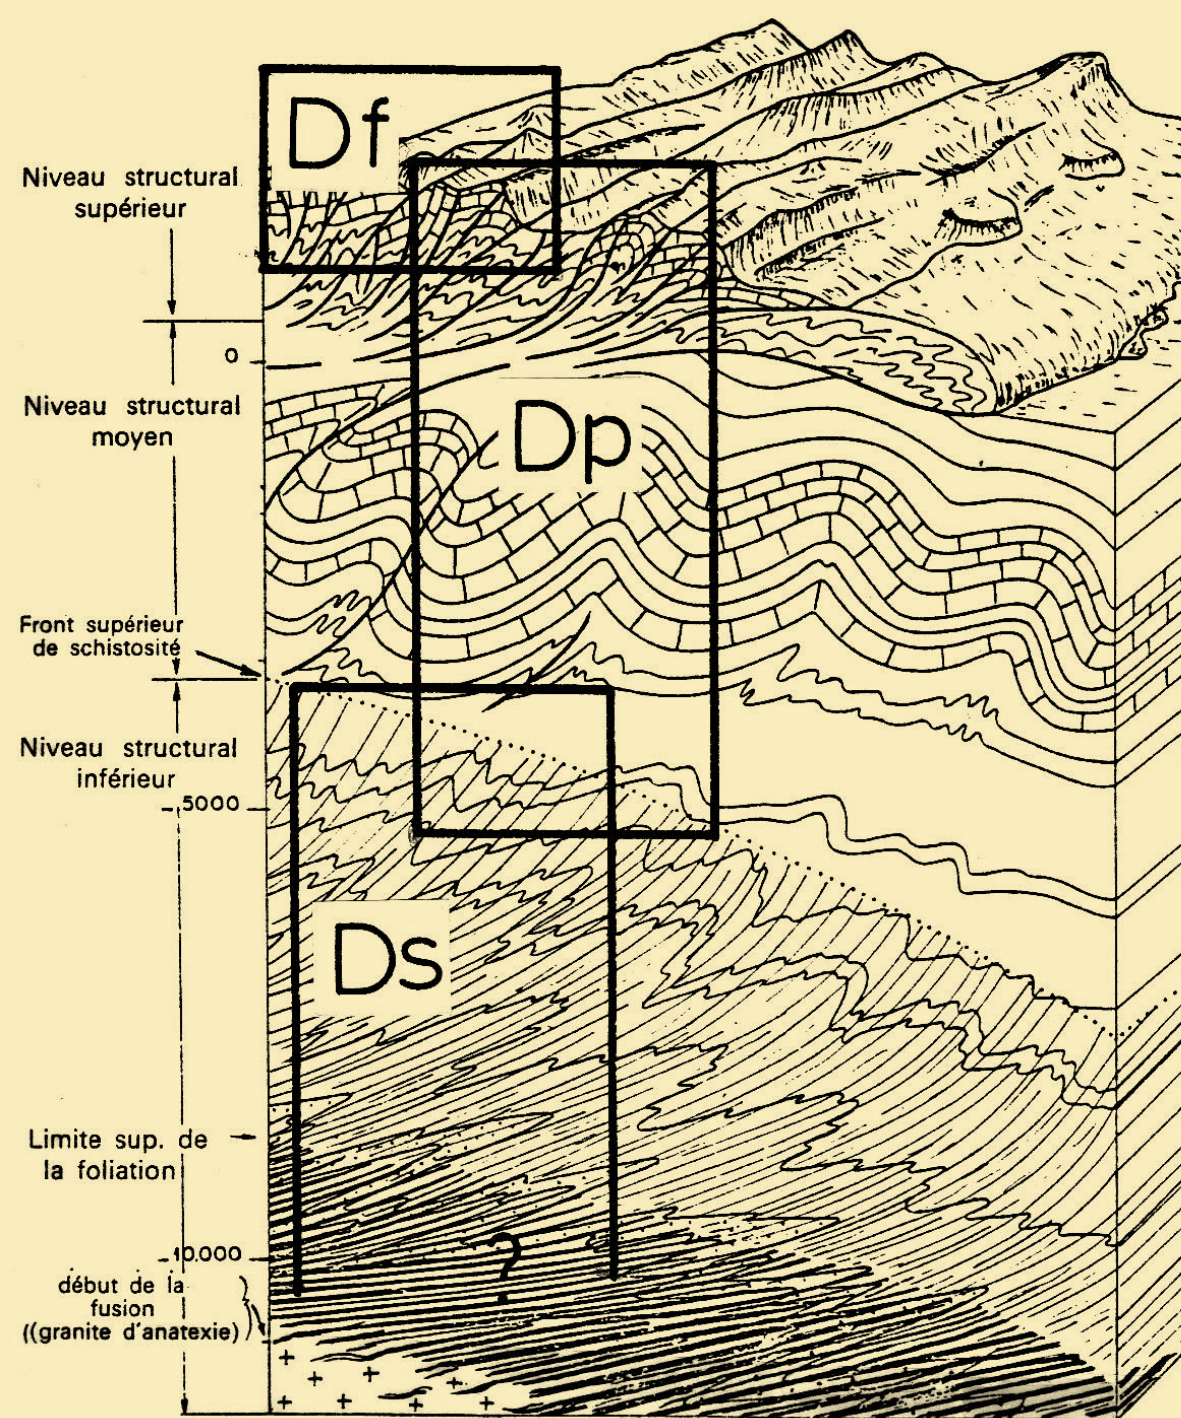 Df
Niveau structural
supérieur
0
Niveau structural
moyen
Dp
Front supérieur
de schistosité
Niveau structural
inférieur
-5000
Ds
Limite sup. de
la foliation
-10.000
?
début de la
fusion
((granite d'anatexie)